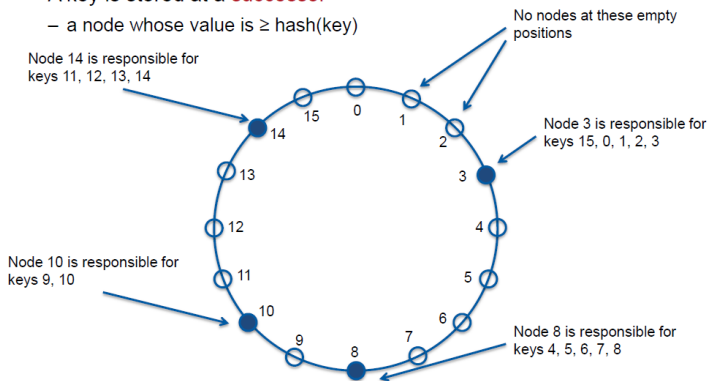 – a node whose value is ≥ hash(key)
No nodes at these empty
positions
Node 14 is responsible for
keys 11, 12, 13, 14
Node 3 is responsible for
keys 15, 0, 1, 2, 3
Node 10 is responsible for
keys 9, 10
Node 8 is responsible for
keys 4, 5, 6, 7, 8
0
1
2
3
4
5
6
7
8
9
10
11
12
13
14
15